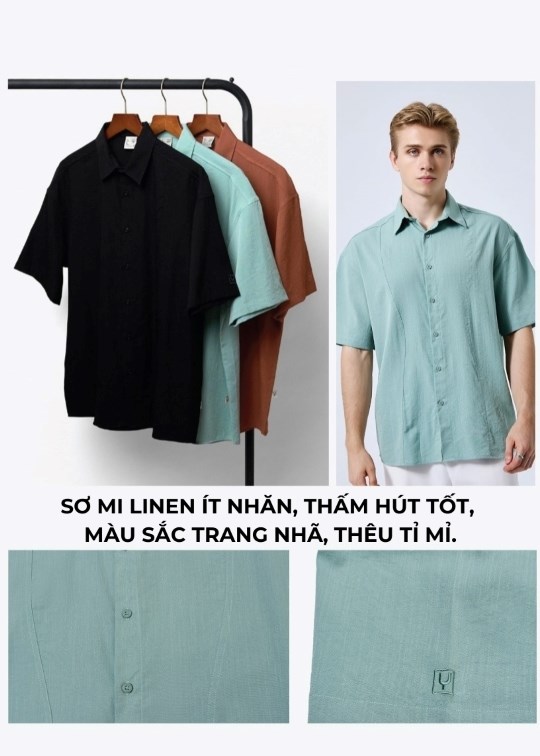 SƠ MI LINEN ÍT NHĂN, THẤM HÚT TỐT,
MÀU SẮC TRANG NHÃ, THÊU TỈ MỈ.